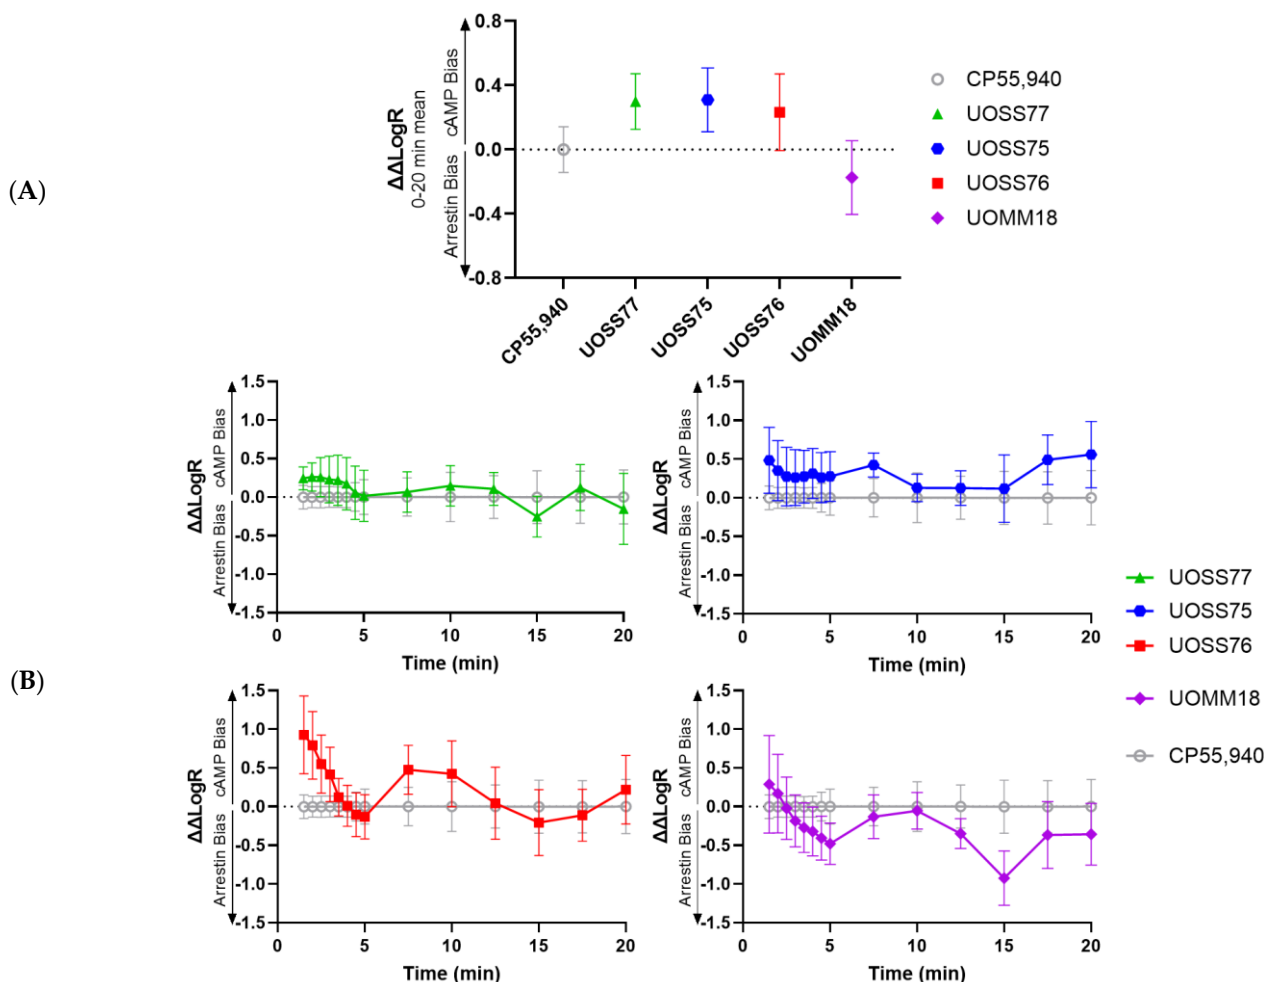 (A)
ΔΔLogR
0-20 min mean
Arrestin Bias cAMP Bias
0.8
0.4
0.0
-0.4
-0.8
CP55,940
UOSS77
UOSS75
UOSS76
UOMM18
CP55,940
UOSS77
UOSS75
UOSS76
UOMM18
(B)
ΔΔLogR
Arrestin Bias cAMP Bias
1.5
1.0
0.5
0.0
-0.5
-1.0
-1.5
0 5 10 15 20
Time (min)
ΔΔLogR
Arrestin Bias cAMP Bias
1.5
1.0
0.5
0.0
-0.5
-1.0
-1.5
0 5 10 15 20
Time (min)
ΔΔLogR
Arrestin Bias cAMP Bias
1.5
1.0
0.5
0.0
-0.5
-1.0
-1.5
0 5 10 15 20
Time (min)
ΔΔLogR
Arrestin Bias cAMP Bias
1.5
1.0
0.5
0.0
-0.5
-1.0
-1.5
0 5 10 15 20
Time (min)
UOSS77
UOSS75
UOSS76
UOMM18
CP55,940